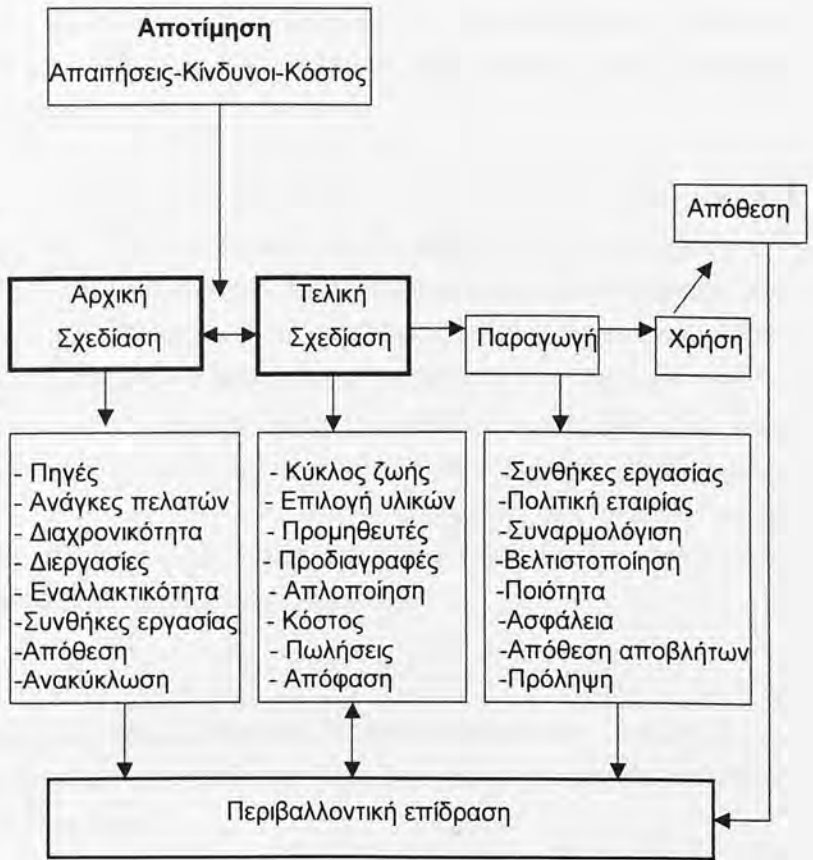 Αποτίμηση
Απαιτήσεις-Κίνδυνοι-Κόστος
Απόθεση
Αρχική
Σχεδίαση
Τελική
Σχεδίαση
Παραγωγή
Χρήση
- Πηγές
- Ανάγκες πελατών
- Διαχρονικότητα
- Διεργασίες
- Εναλλακτικότητα
-Συνθήκες εργασίας
-Απόθεση
-Ανακύκλωση
- Κύκλος ζωής
- Επιλογή υλικών
- Προμηθευτές
- Προδιαγραφές
- Απλοποίηση
- Κόστος
- Πωλήσεις
- Απόφαση
-Συνθήκες εργασίας
-Πολιτική εταιρίας
-Συναρμολόγιση
-Βελτιστοποίηση
-Ποιότητα
-Ασφάλεια
-Απόθεση αποβλήτων
-Πρόληψη
Περιβαλλοντική επίδραση